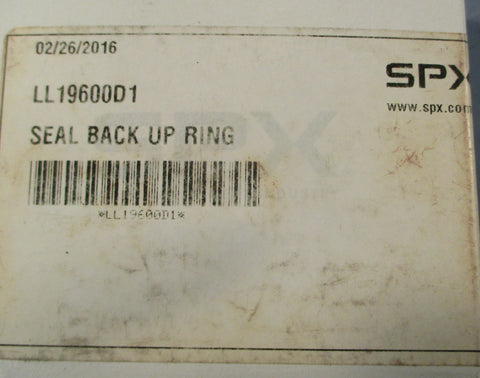 02/26/2016
LL19600D1
SPX
www.spx.com
SEAL BACK UP RING
*LL19600D1*